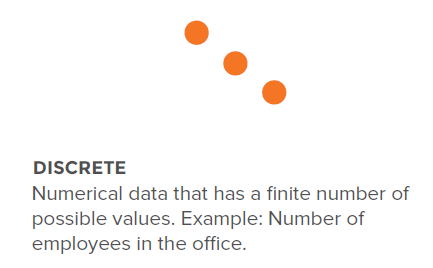 DISCRETE
Numerical data that has a finite number of
possible values. Example: Number of
employees in the office.